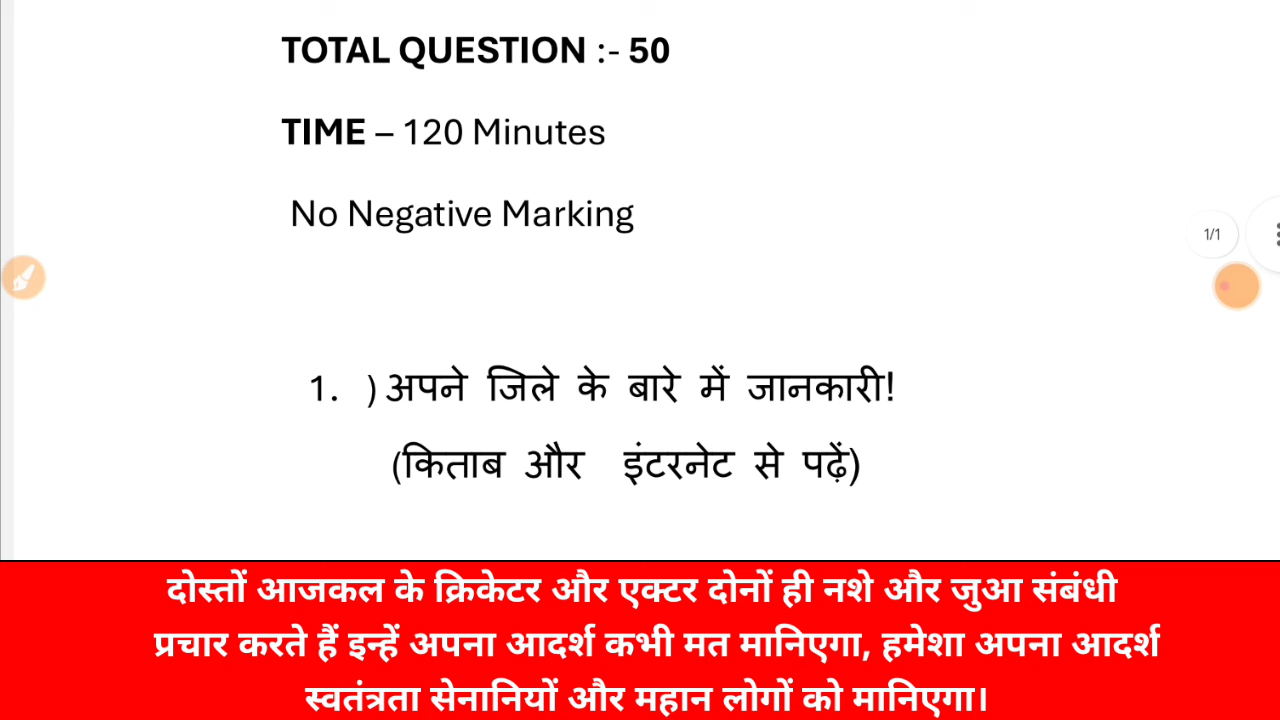 TOTAL QUESTION :- 50
TIME – 120 Minutes
No Negative Marking
1/1
1. ) अपने जिले के बारे में जानकारी!
(किताब और इंटरनेट से पढ़ें)
दोस्तों आजकल के क्रिकेटर और एक्टर दोनों ही नशे और जुआ संबंधी
प्रचार करते हैं इन्हें अपना आदर्श कभी मत मानिएगा, हमेशा अपना आदर्श
स्वतंत्रता सेनानियों और महान लोगों को मानिएगा।